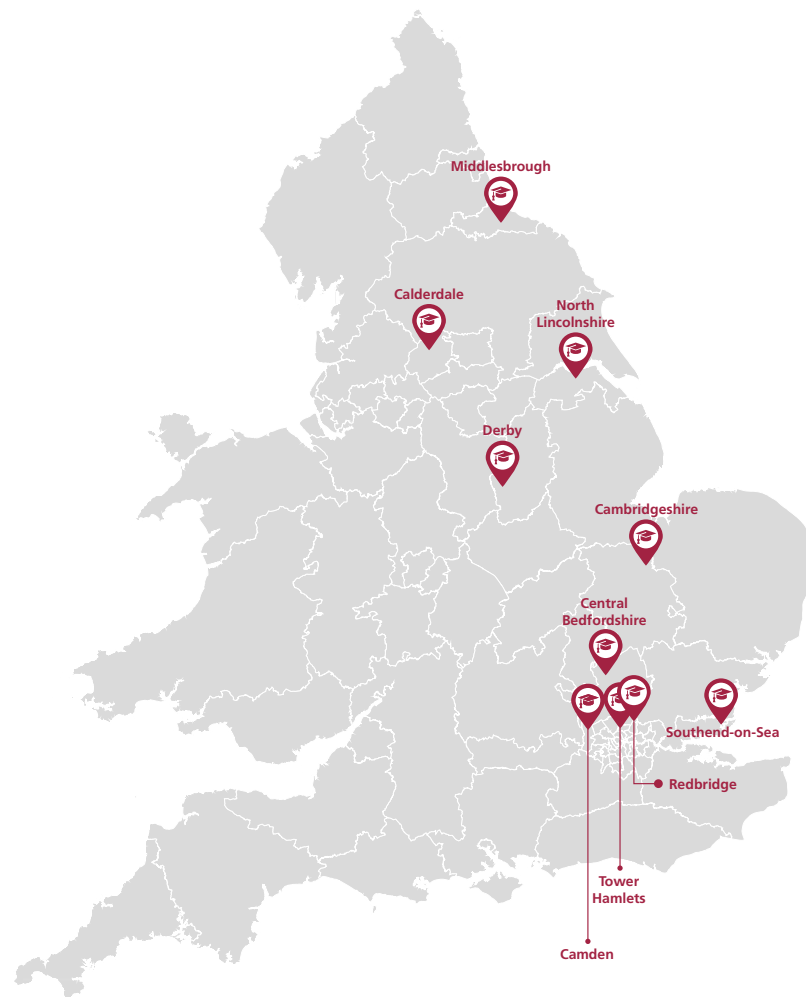 Middlesbrough
Calderdale
North
Lincolnshire
Derby
Cambridgeshire
Central
Bedfordshire
Southend-on-Sea
Redbridge
Tower
Hamlets
Camden